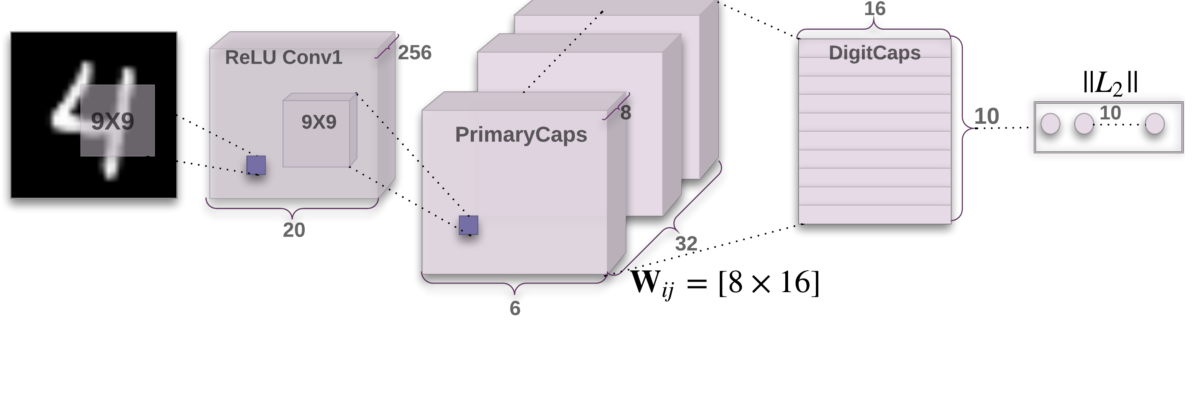 16
ReLU Conv1
256
DigitCaps
9X9
9X9
8
PrimaryCaps
||L₂||
10
10
20
32
W_ij = [8 × 16]
6